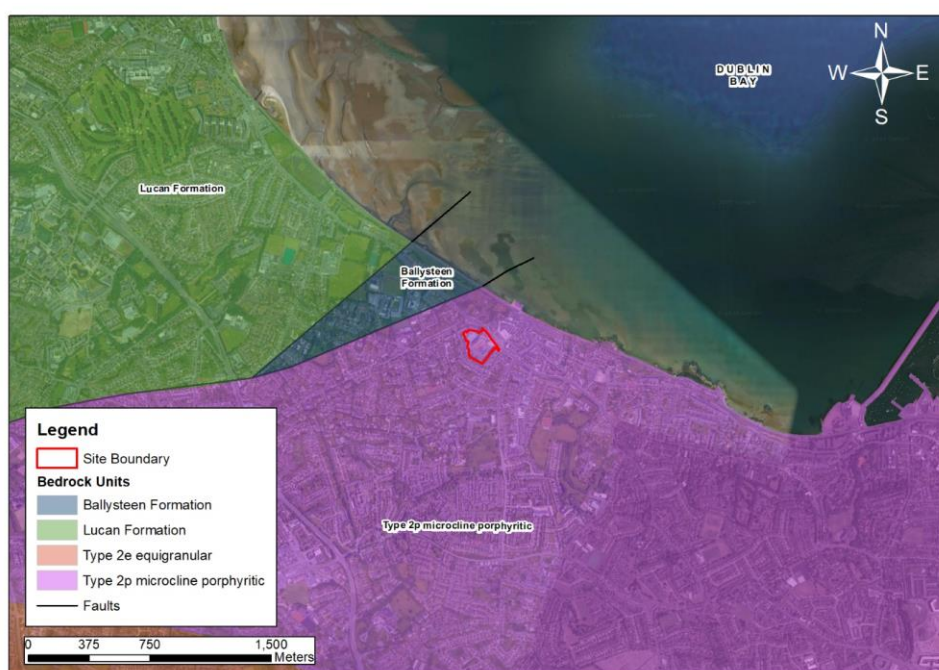 DUBLIN
BAY
N
W
E
S
Lucan Formation
Ballysteen
Formation
Type 2p microcline porphyritic
Legend
Site Boundary
Bedrock Units
Ballysteen Formation
Lucan Formation
Type 2e equigranular
Type 2p microcline porphyritic
Faults
0 375 750 1,500
Meters